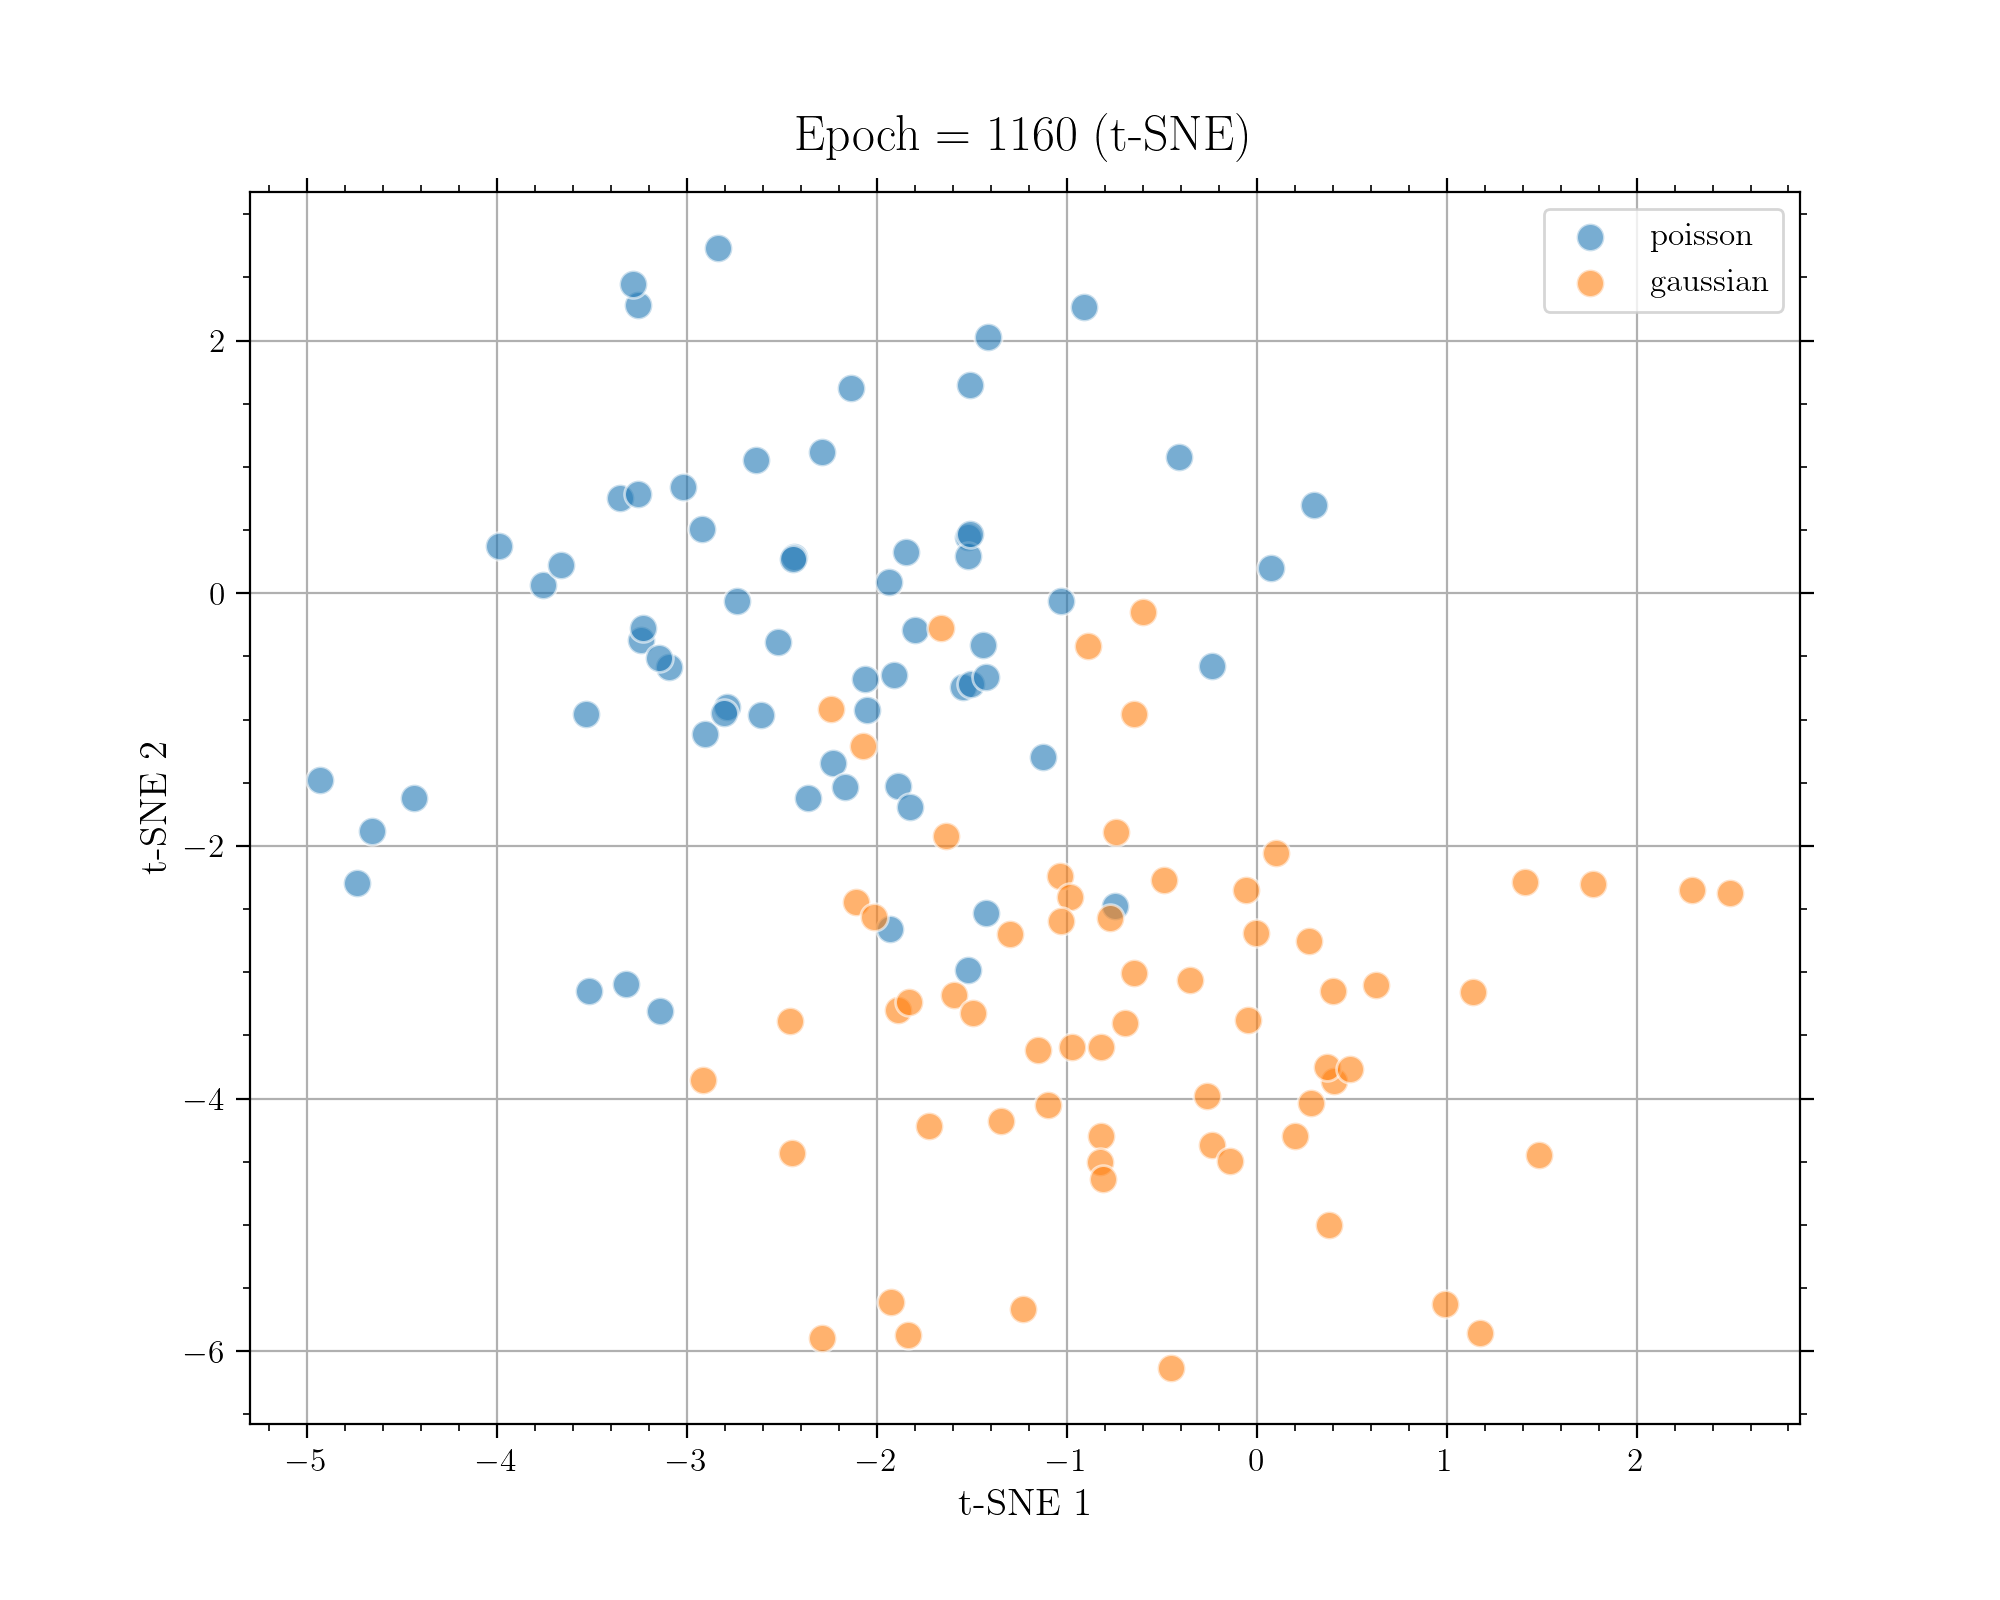 Epoch = 1160 (t-SNE)
poisson
gaussian
2
0
−2
−4
−6
t-SNE 2
−5 −4 −3 −2 −1 0 1 2
t-SNE 1